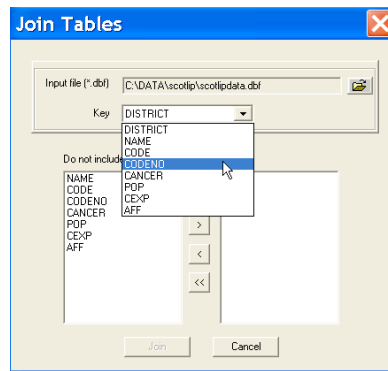 Join Tables
Input file (*.dbf) C:\DATA\scotlip\scotlipdata.dbf
Key DISTRICT
DISTRICT
NAME
CODE
CODENO
CANCER
POP
CEXP
AFF
Do not include
NAME
CODE
CODENO
CANCER
POP
CEXP
AFF
>
<
<<
Join Cancel